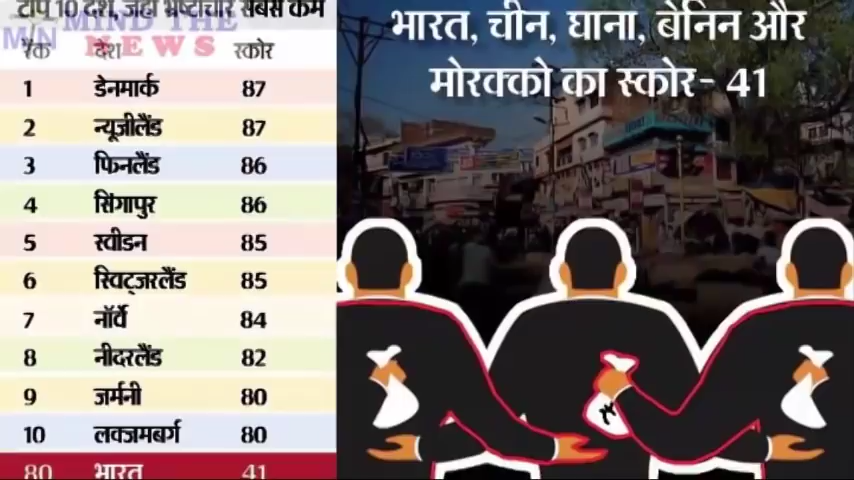 टॉप 10 देश, जहां भ्रष्टाचार सबसे कम
MIND THE
MN NEWS
रैंक देश स्कोर
1 डेनमार्क 87
2 न्यूजीलैंड 87
3 फिनलैंड 86
4 सिंगापुर 86
5 स्वीडन 85
6 स्विट्जरलैंड 85
7 नॉर्वे 84
8 नीदरलैंड 82
9 जर्मनी 80
10 लक्जमबर्ग 80
80 भारत 41
भारत, चीन, घाना, बेनिन और
मोरक्को का स्कोर- 41